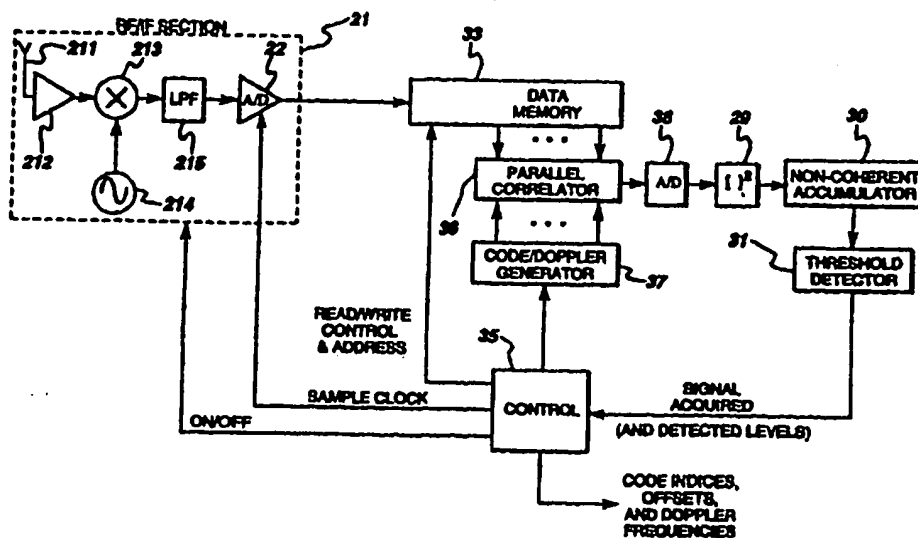 RF/IF SECTION
21
211
213
22
LPF
A/D
212
215
214
33
DATA
MEMORY
• • •
PARALLEL
CORRELATOR
36
38
A/D
29
[ ]²
30
NON-COHERENT
ACCUMULATOR
• • •
CODE/DOPPLER
GENERATOR
37
31
THRESHOLD
DETECTOR
READ/WRITE
CONTROL
& ADDRESS
35
CONTROL
SAMPLE CLOCK
ON/OFF
SIGNAL
ACQUIRED
(AND DETECTED LEVELS)
CODE INDICES,
OFFSETS,
AND DOPPLER
FREQUENCIES